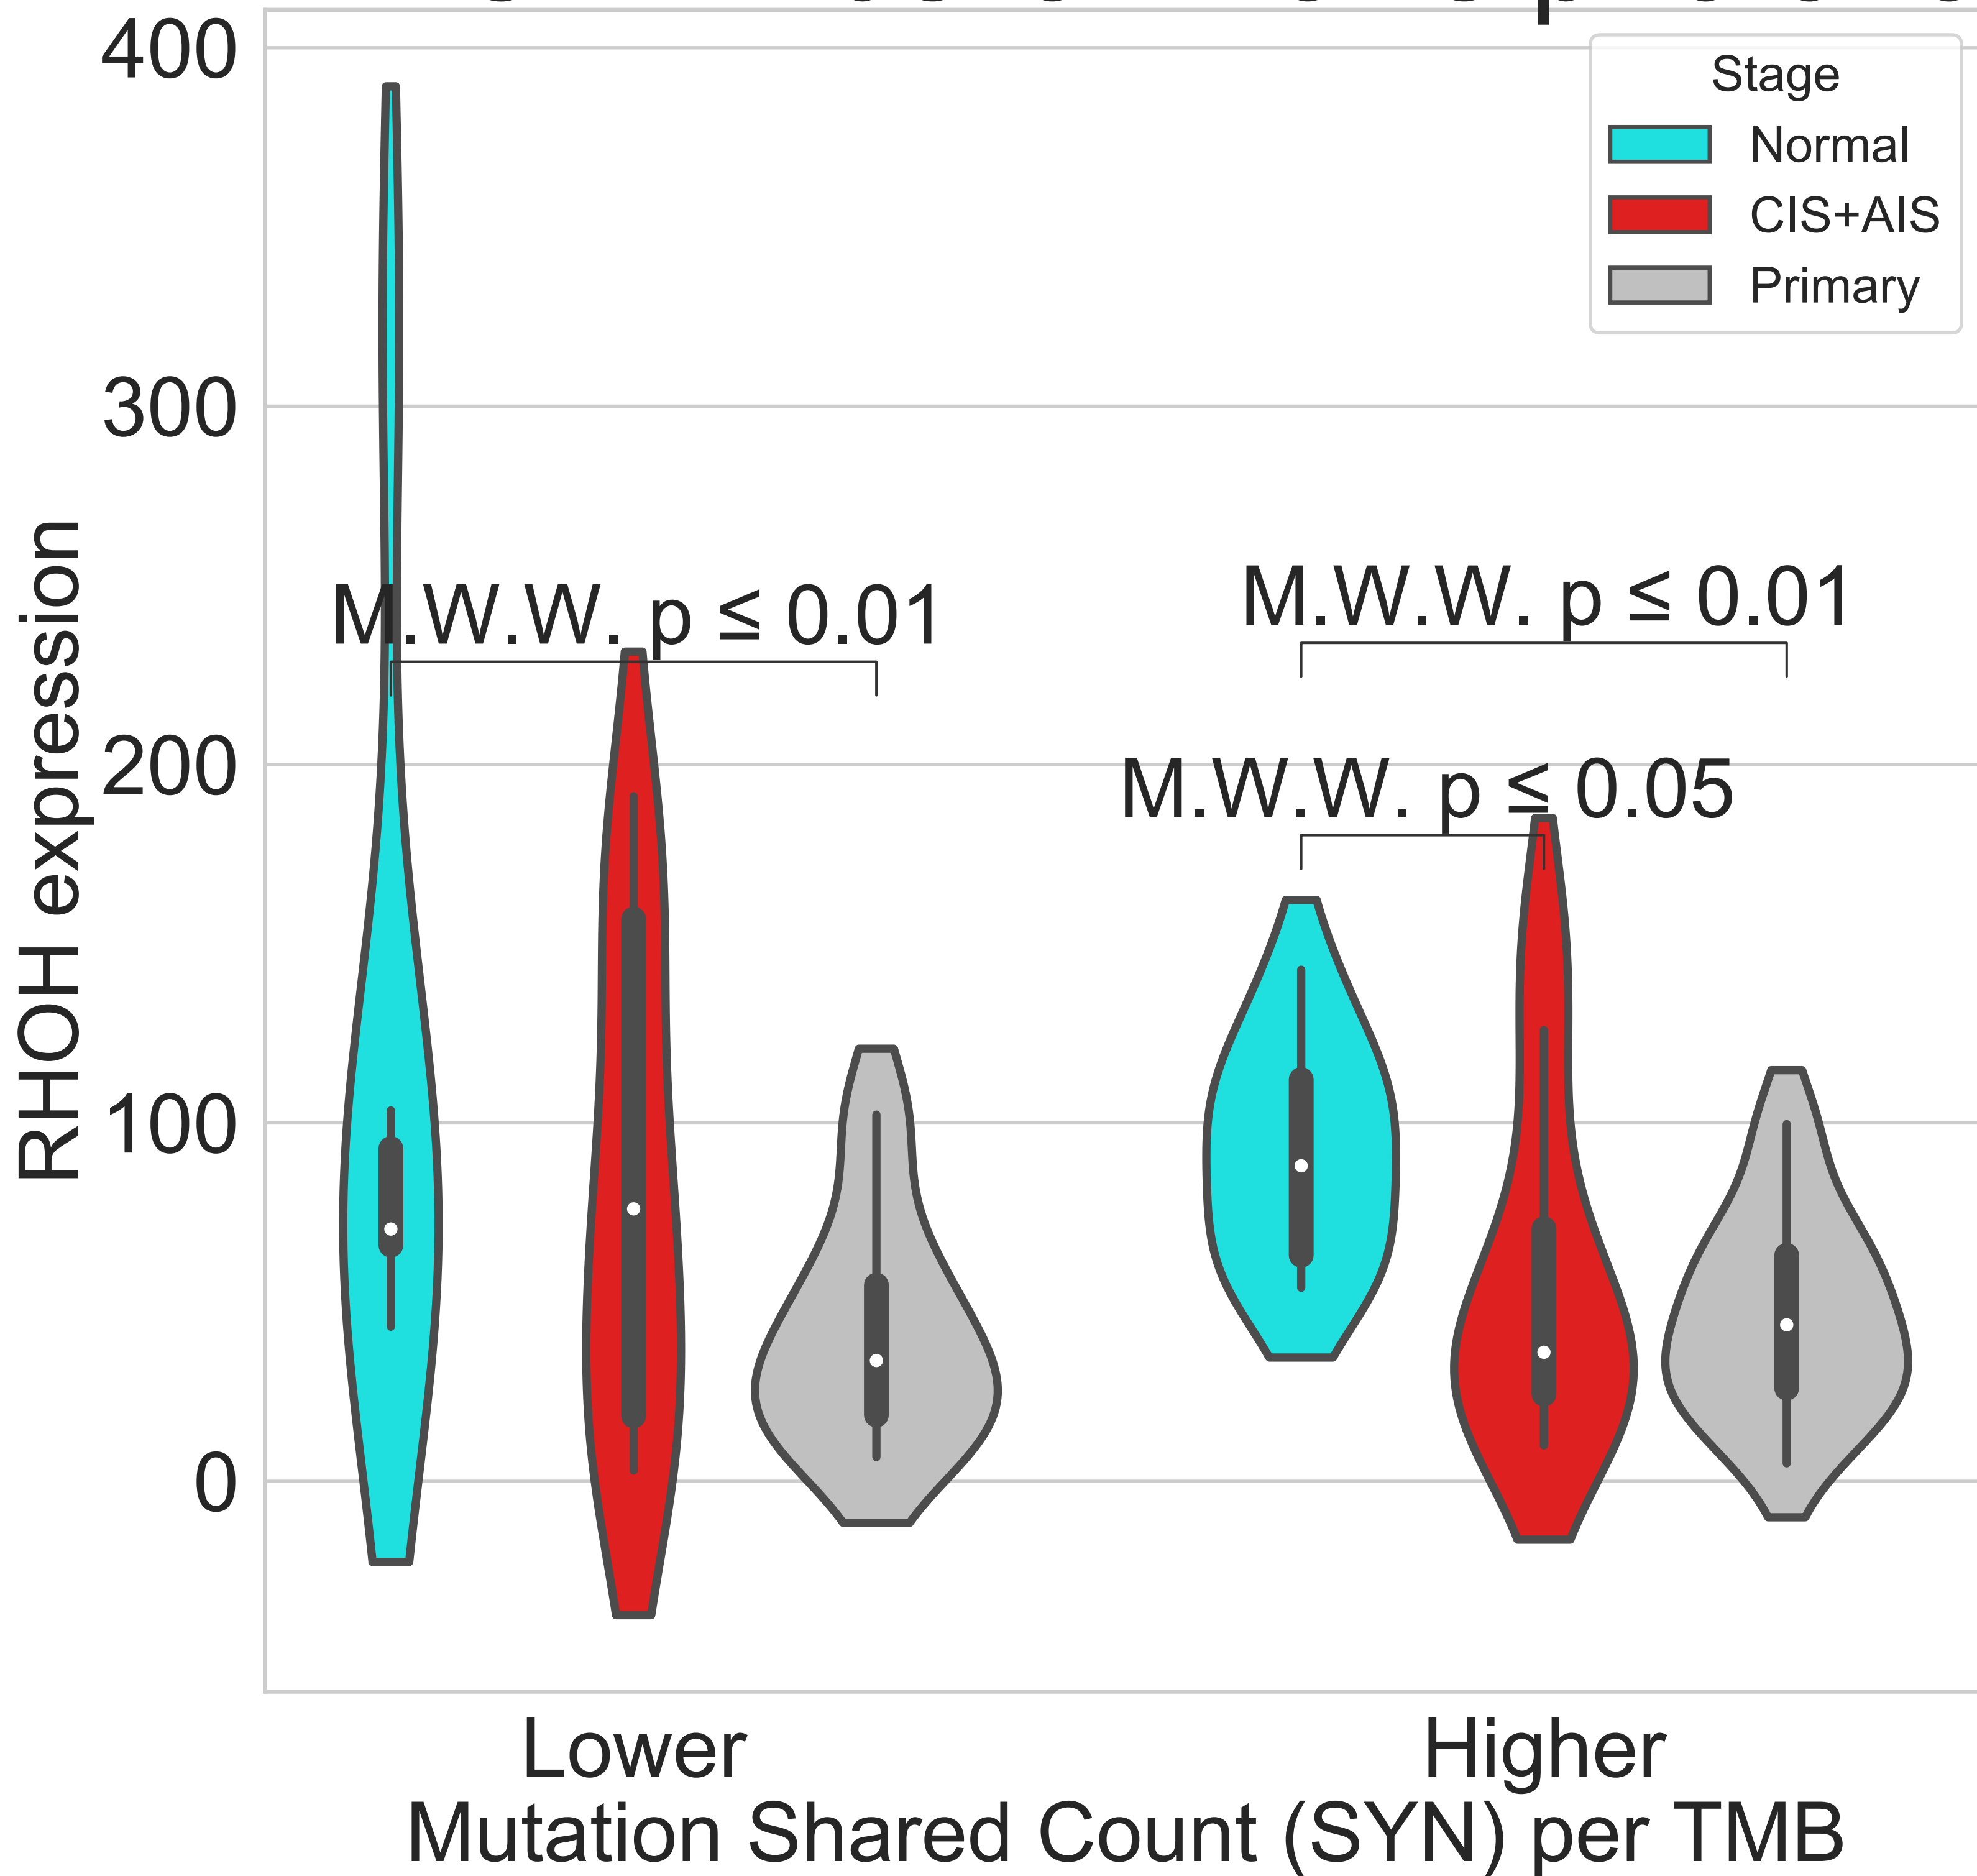 400
300
200
100
0
RHOH expression
Stage
Normal
CIS+AIS
Primary
M.W.W. p ≤ 0.01
M.W.W. p ≤ 0.01
M.W.W. p ≤ 0.05
Lower
Higher
Mutation Shared Count (SYN) per TMB